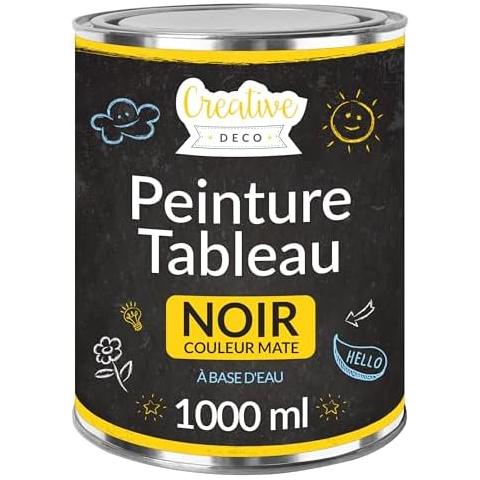 Creative
DECO
Peinture
Tableau
NOIR
COULEUR MATE
À BASE D'EAU
HELLO
1000 ml